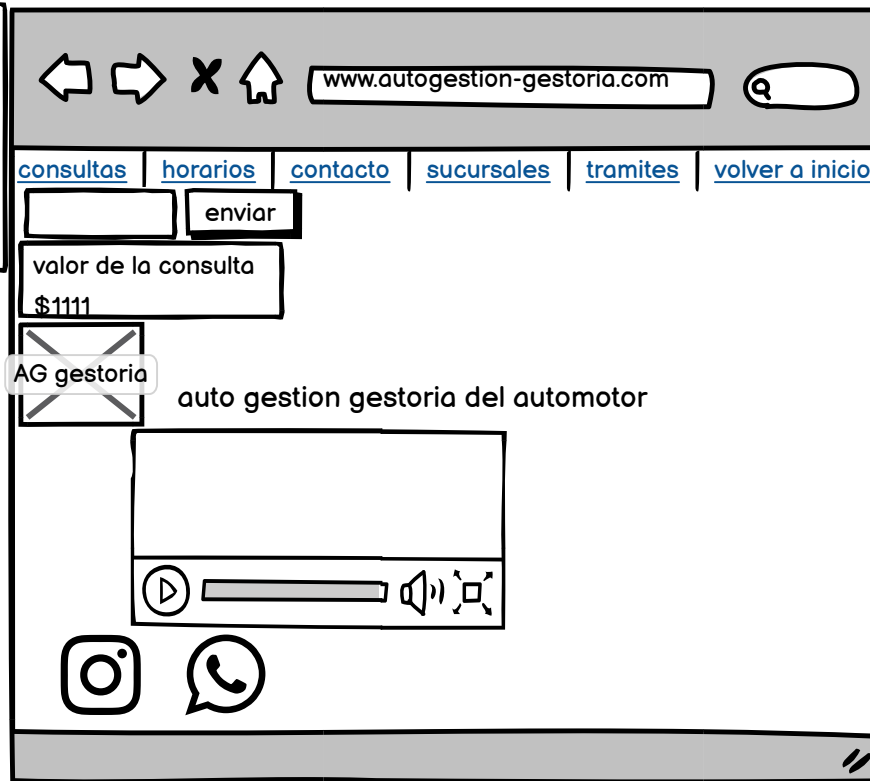 www.autogestion-gestoria.com
consultas horarios contacto sucursales tramites volver a inicio
enviar
valor de la consulta
$1111
AG gestoria
auto gestion gestoria del automotor